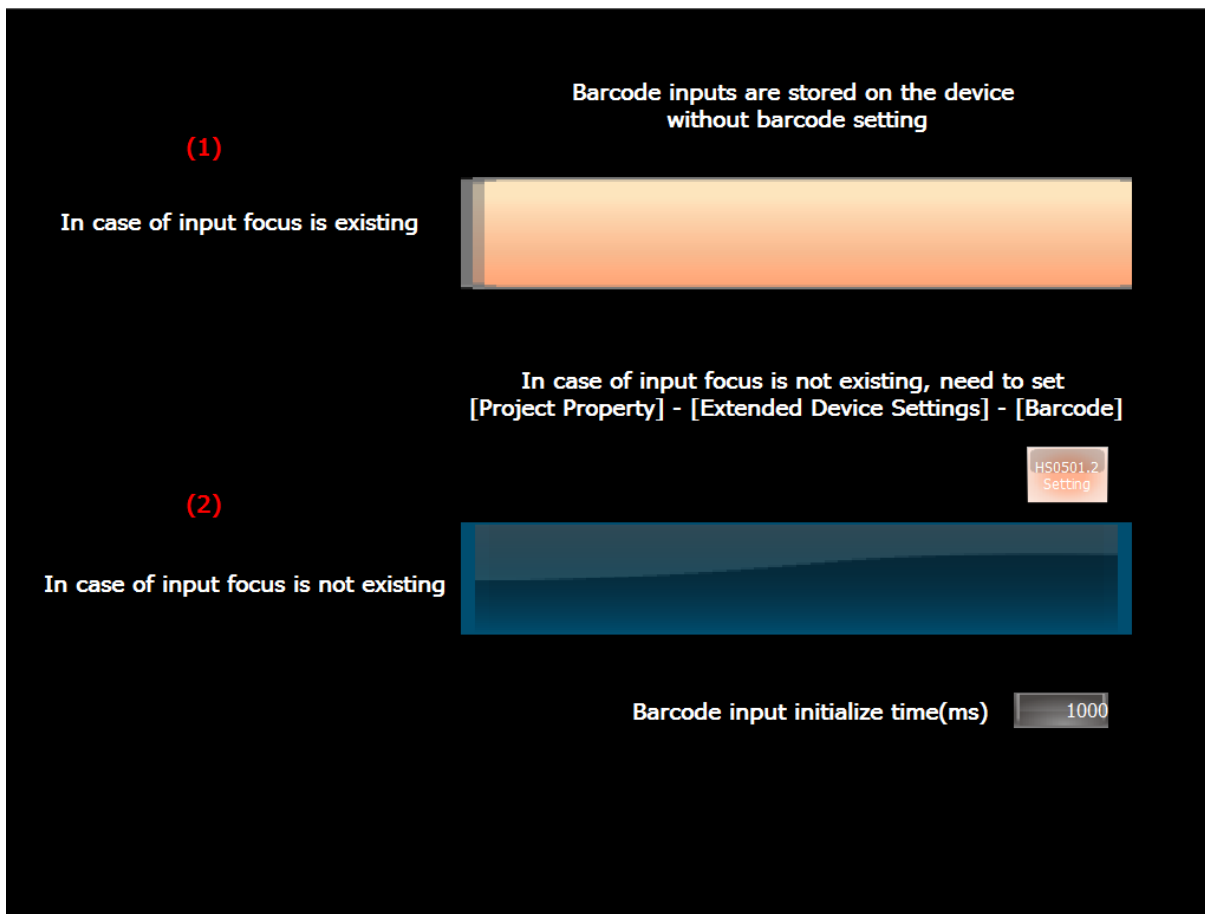 Barcode inputs are stored on the device
without barcode setting
(1)
In case of input focus is existing
In case of input focus is not existing, need to set
[Project Property] - [Extended Device Settings] - [Barcode]
HS0501.2
Setting
(2)
In case of input focus is not existing
Barcode input initialize time(ms)
1000